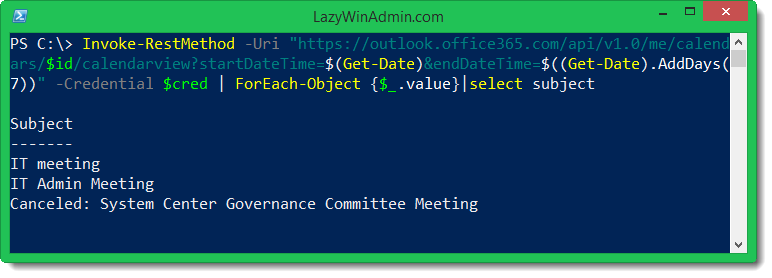 LazyWinAdmin.com
PS C:\> Invoke-RestMethod -Uri "https://outlook.office365.com/api/v1.0/me/calend
ars/$id/calendarview?startDateTime=$(Get-Date)&endDateTime=$((Get-Date).AddDays(
7))" -Credential $cred | ForEach-Object {$_.value}|select subject
Subject
-------
IT meeting
IT Admin Meeting
Canceled: System Center Governance Committee Meeting